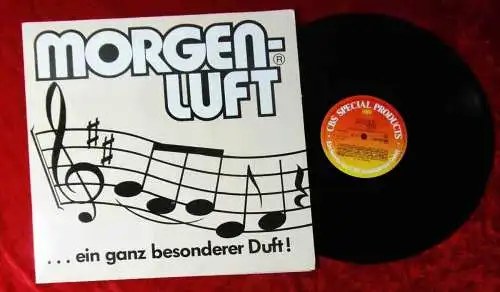 MORGEN-
LUFT®
... ein ganz besonderer Duft!
CBS SPECIAL PRODUCTS